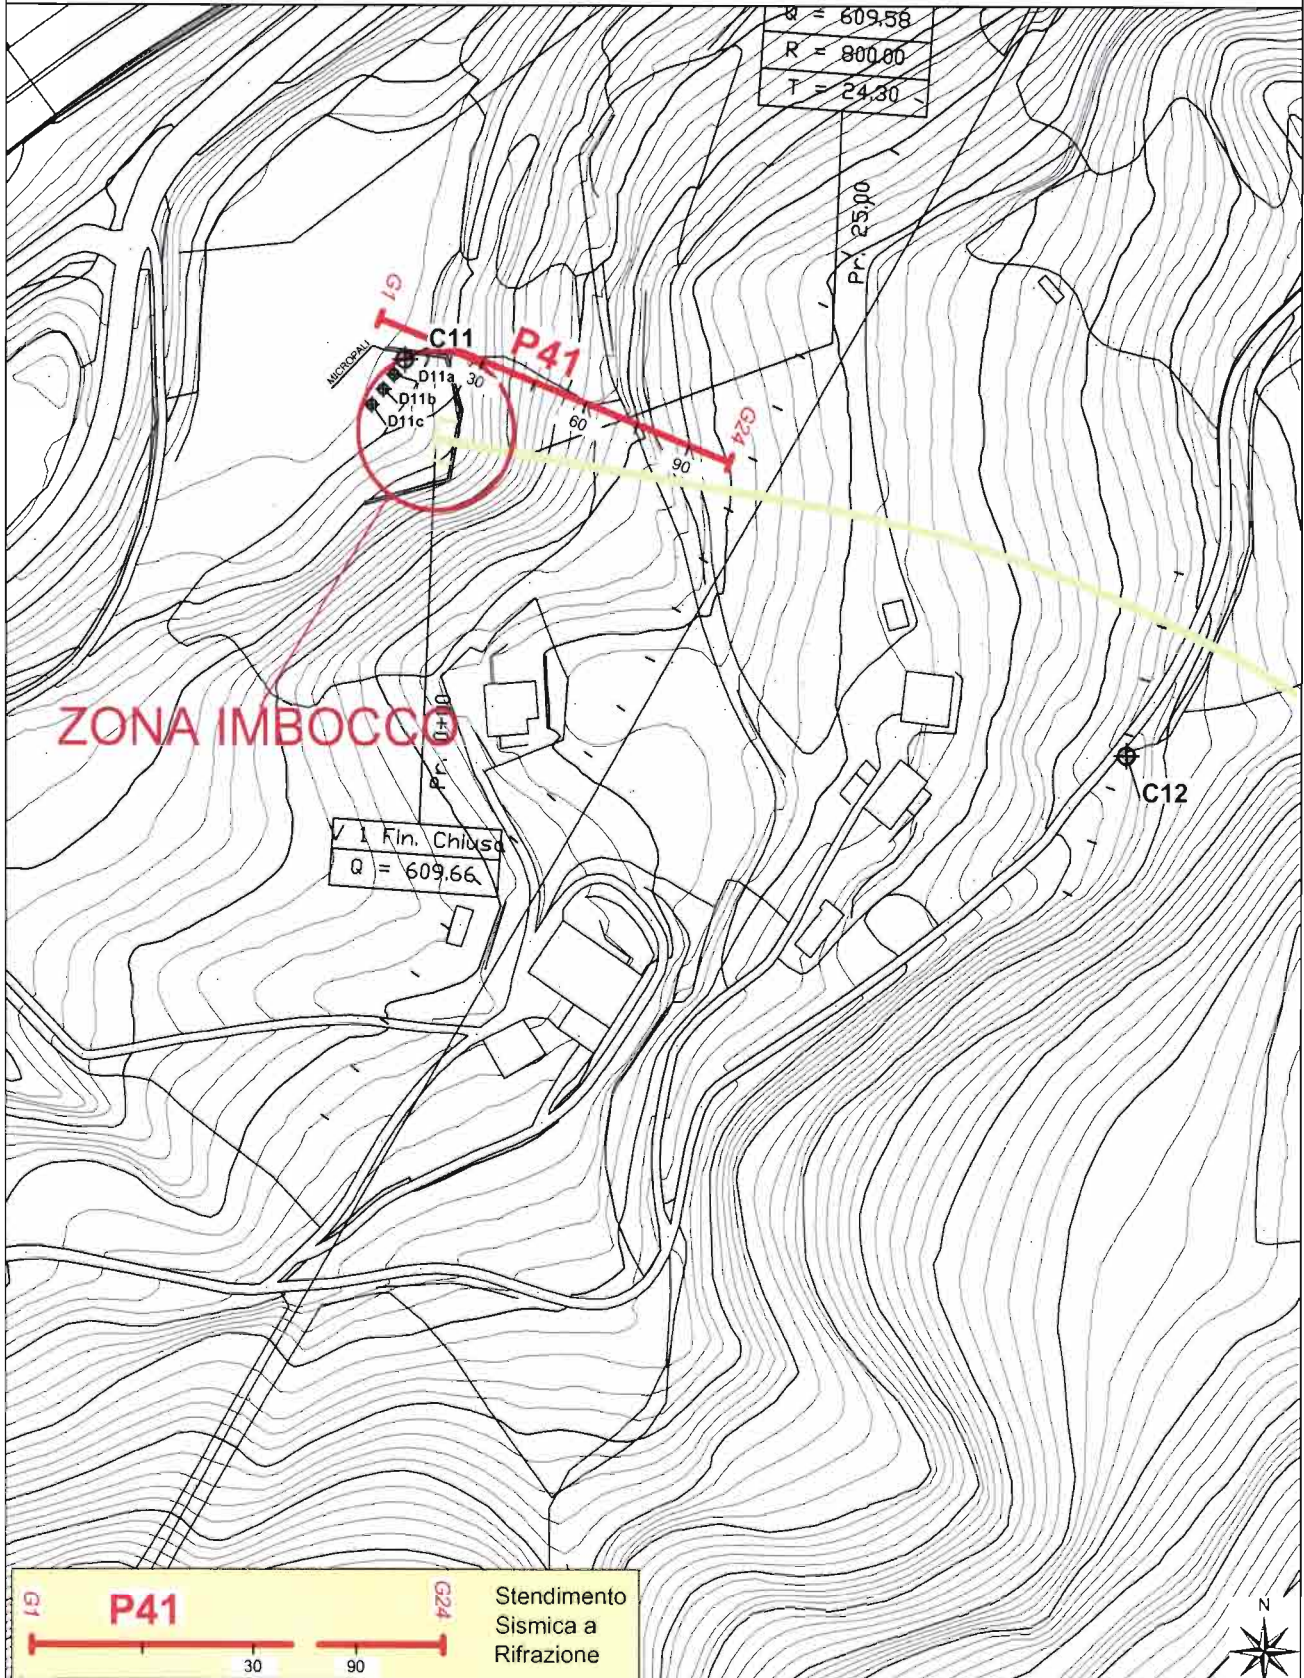 Q = 609.58
R = 800.00
T = 24.30
Pr. 25.00
G1
C11
P41
MICROPALI
D11a
30
D11b
D11c
60
G24
90
ZONA IMBOCCO
Pr. 0+00
C12
V 1 Fin. Chiusa
Q = 609.66
G1
P41
G24
30
90
Stendimento
Sismica a
Rifrazione
N